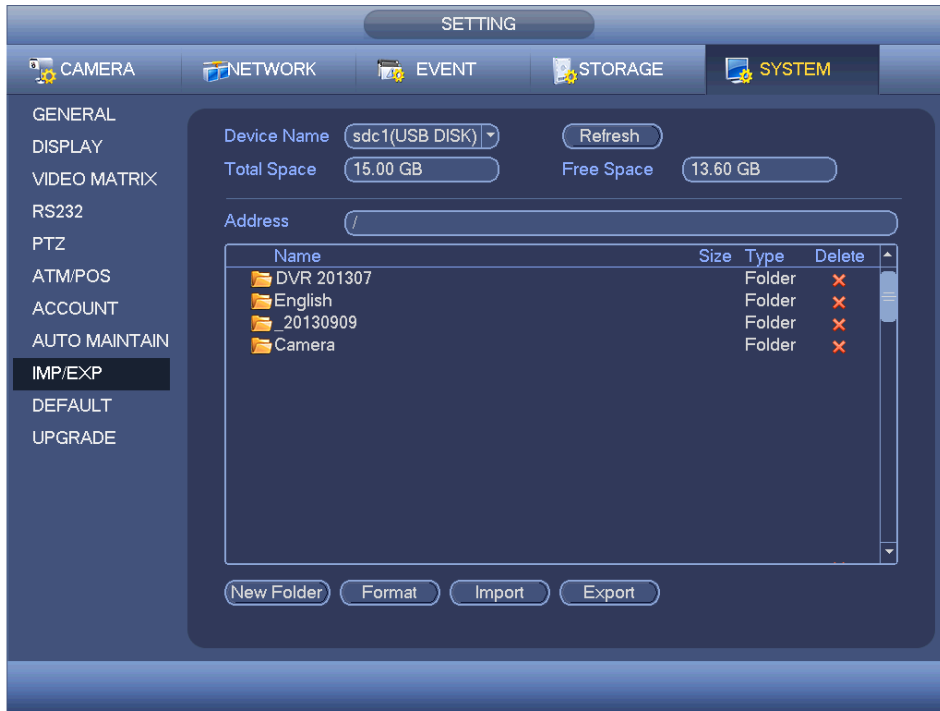 SETTING
CAMERA NETWORK EVENT STORAGE SYSTEM
GENERAL
DISPLAY
VIDEO MATRIX
RS232
PTZ
ATM/POS
ACCOUNT
AUTO MAINTAIN
IMP/EXP
DEFAULT
UPGRADE
Device Name sdc1(USB DISK) Refresh
Total Space 15.00 GB Free Space 13.60 GB
Address /
Name Size Type Delete
DVR 201307 Folder
English Folder
_20130909 Folder
Camera Folder
New Folder Format Import Export